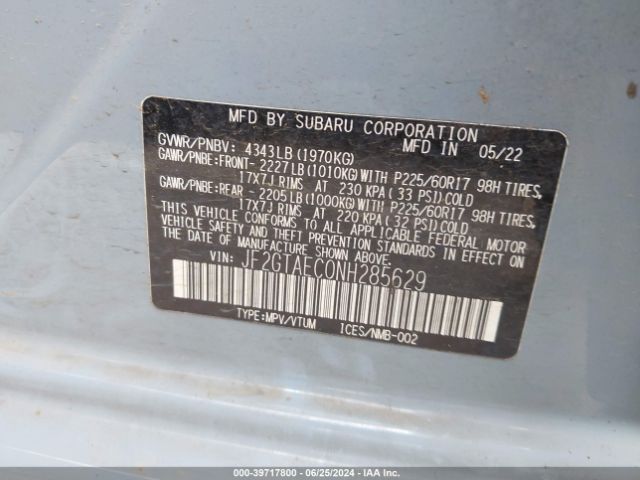 MFD BY SUBARU CORPORATION
GVWR/PNBV: 4343LB(1970KG) MFD IN 05/22
GAWR/PNBE:FRONT- 2227LB(1010KG)WITH P225/60R17 98H TIRES,
17X7J RIMS AT 230 KPA(33 PSI)COLD
GAWR/PNBE:REAR - 2205LB(1000KG)WITH P225/60R17 98H TIRES,
17X7J RIMS AT 220 KPA(32 PSI)COLD
THIS VEHICLE CONFORMS TO ALL APPLICABLE FEDERAL MOTOR
VEHICLE SAFETY AND THEFT PREVENTION STANDARDS IN EFFECT
ON THE DATE OF MANUFACTURE SHOWN ABOVE.
VIN: JF2GTAEC0NH285629
TYPE:MPV/VTUM ICES/NMB-002
000-39717800 - 06/25/2024 - IAA Inc.